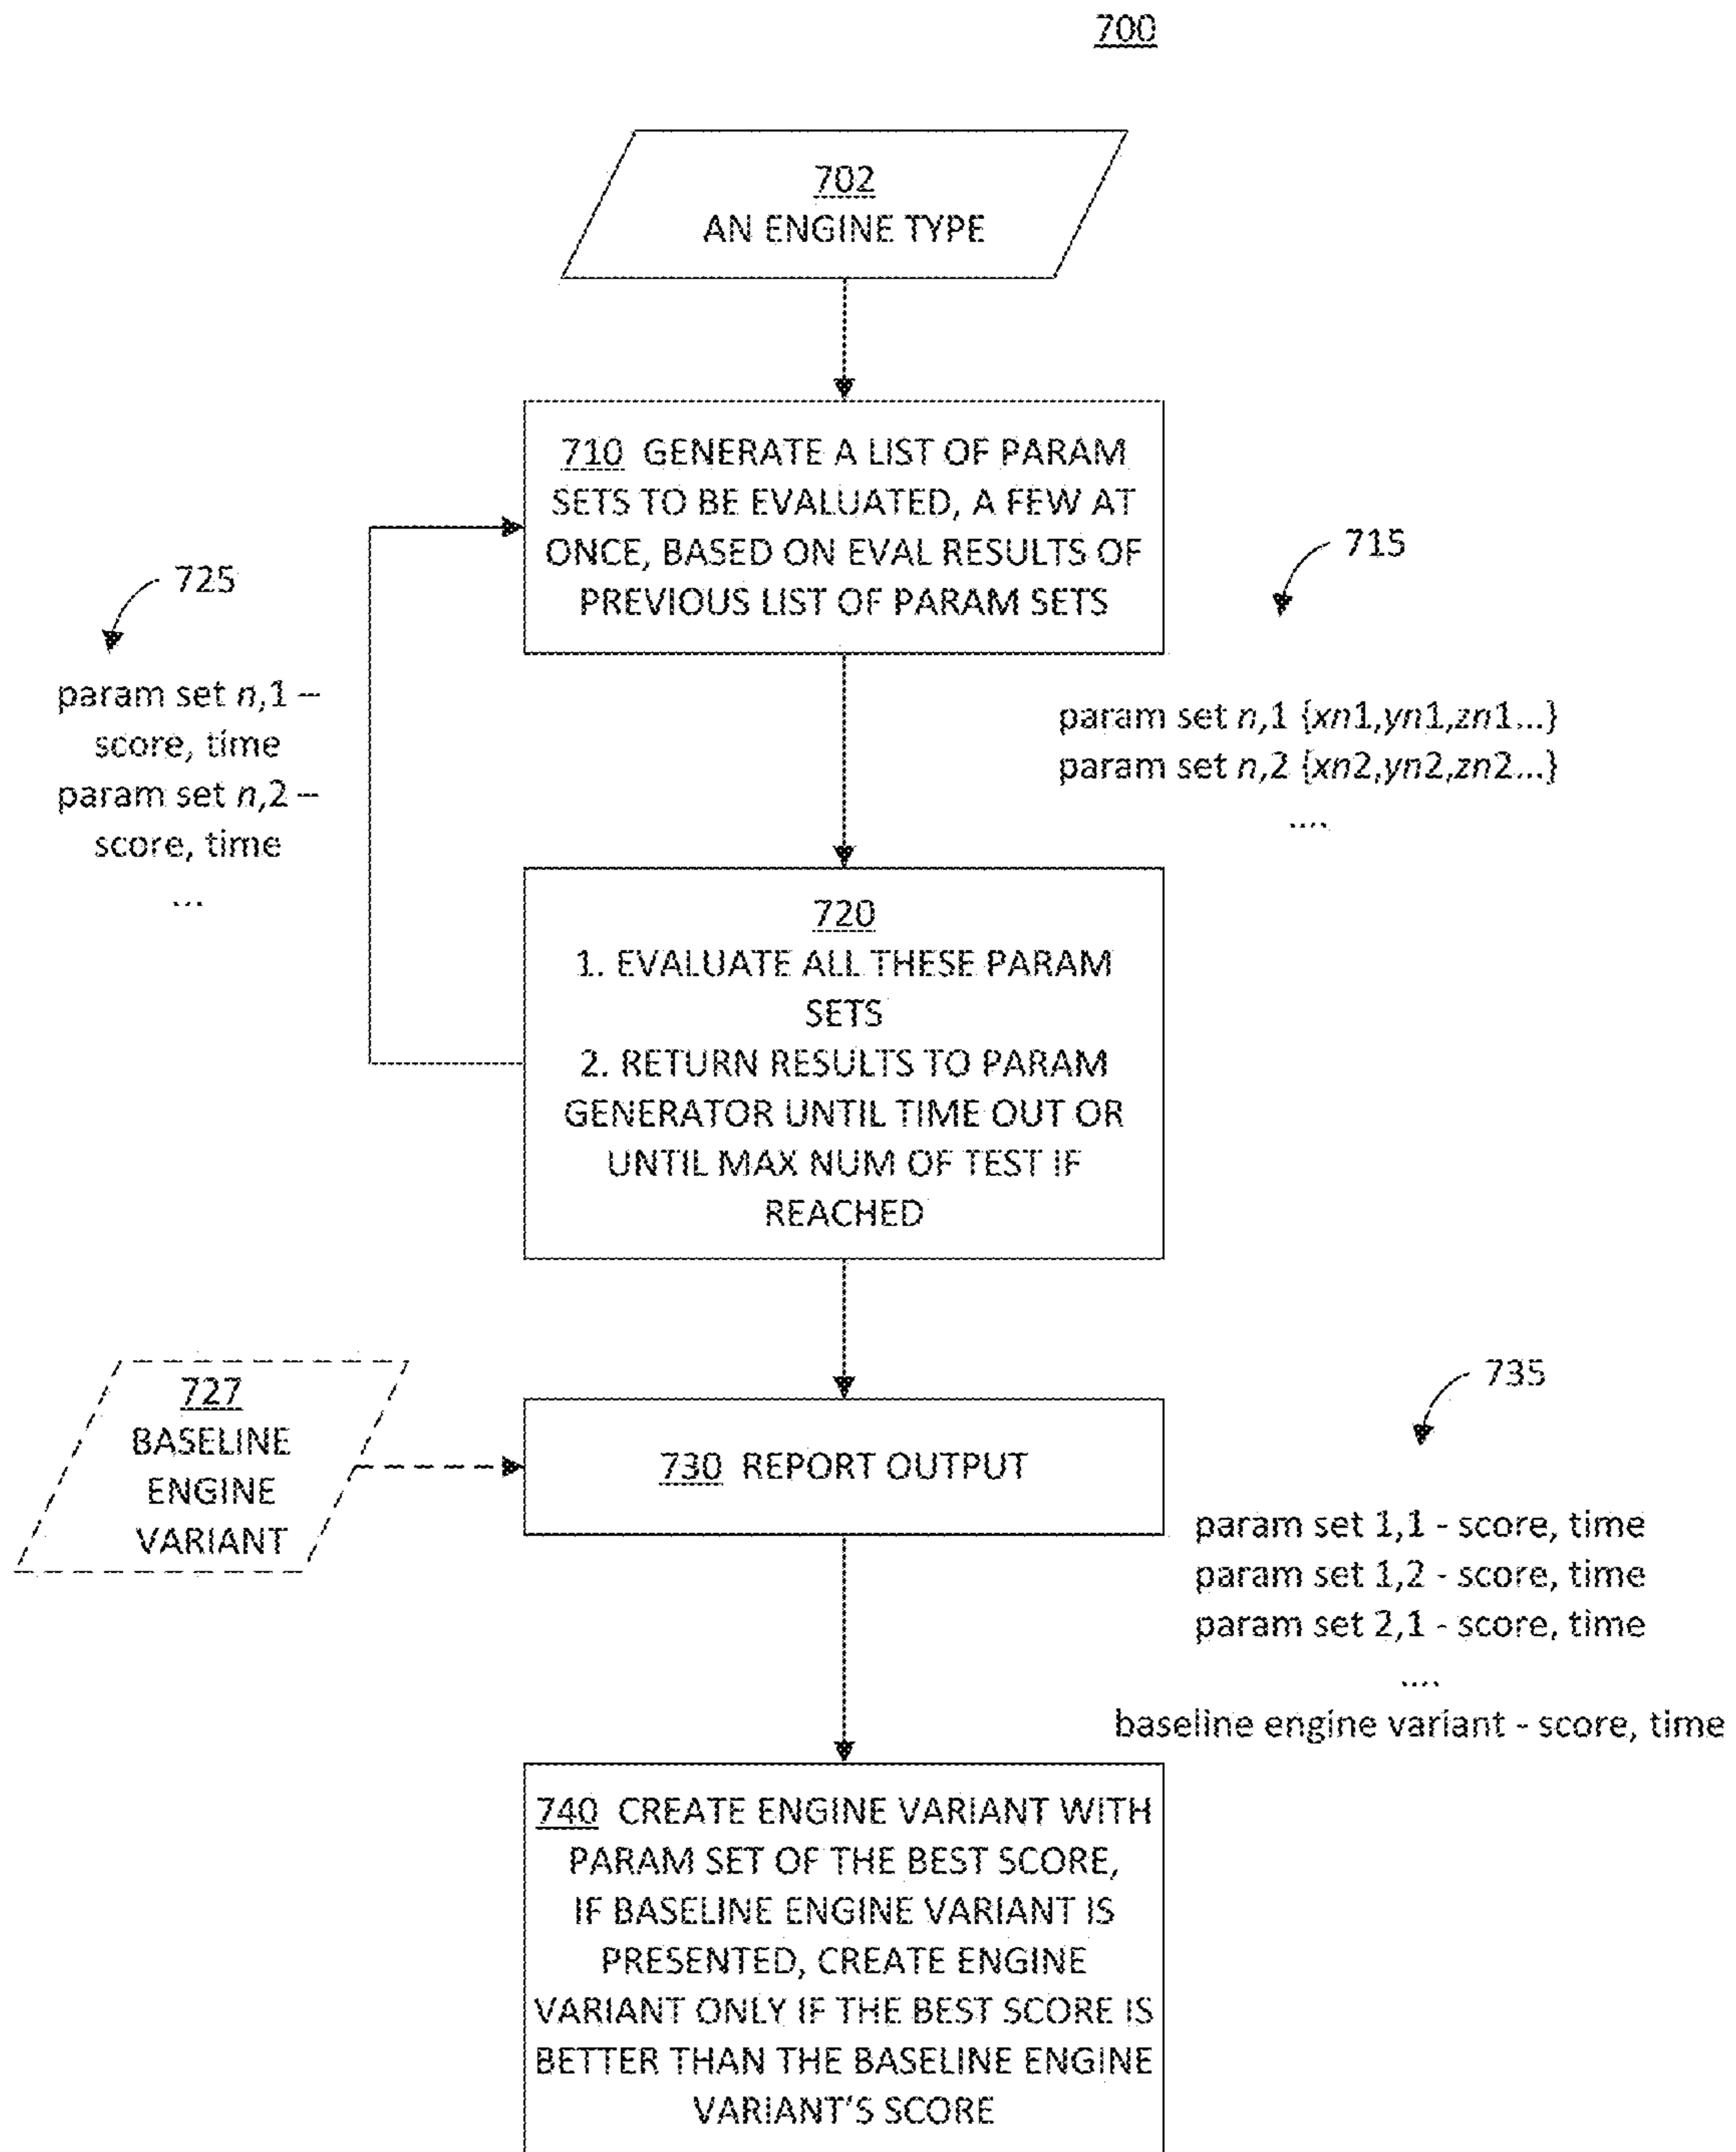 700
702
AN ENGINE TYPE
710 GENERATE A LIST OF PARAM
SETS TO BE EVALUATED, A FEW AT
ONCE, BASED ON EVAL RESULTS OF
PREVIOUS LIST OF PARAM SETS
715
725
param set n,1 –
score, time
param set n,2 –
score, time
...
param set n,1 {xn1,yn1,zn1...}
param set n,2 {xn2,yn2,zn2...}
....
720
1. EVALUATE ALL THESE PARAM
SETS
2. RETURN RESULTS TO PARAM
GENERATOR UNTIL TIME OUT OR
UNTIL MAX NUM OF TEST IF
REACHED
727
BASELINE
ENGINE
VARIANT
730 REPORT OUTPUT
735
param set 1,1 - score, time
param set 1,2 - score, time
param set 2,1 - score, time
....
baseline engine variant - score, time
740 CREATE ENGINE VARIANT WITH
PARAM SET OF THE BEST SCORE,
IF BASELINE ENGINE VARIANT IS
PRESENTED, CREATE ENGINE
VARIANT ONLY IF THE BEST SCORE IS
BETTER THAN THE BASELINE ENGINE
VARIANT'S SCORE